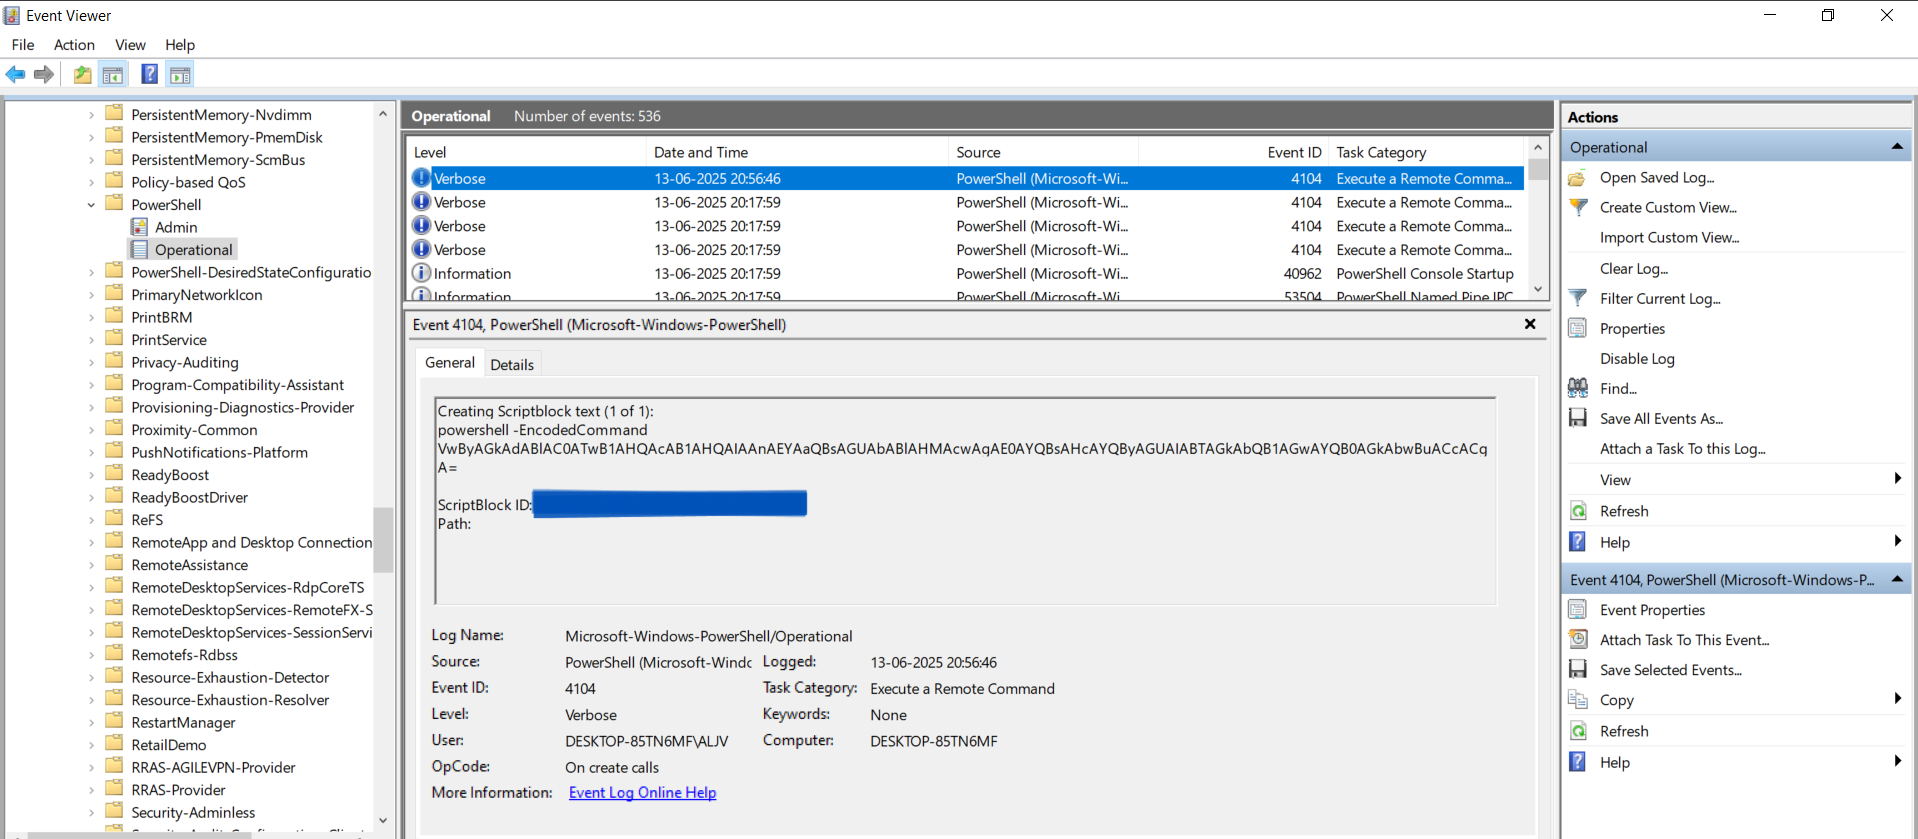 Event Viewer
File Action View Help
PersistentMemory-Nvdimm
PersistentMemory-PmemDisk
PersistentMemory-ScmBus
Policy-based QoS
PowerShell
Admin
Operational
PowerShell-DesiredStateConfiguratio
PrimaryNetworkIcon
PrintBRM
PrintService
Privacy-Auditing
Program-Compatibility-Assistant
Provisioning-Diagnostics-Provider
Proximity-Common
PushNotifications-Platform
ReadyBoost
ReadyBoostDriver
ReFS
RemoteApp and Desktop Connection
RemoteAssistance
RemoteDesktopServices-RdpCoreTS
RemoteDesktopServices-RemoteFX-S
RemoteDesktopServices-SessionServi
Remotefs-Rdbss
Resource-Exhaustion-Detector
Resource-Exhaustion-Resolver
RestartManager
RetailDemo
RRAS-AGILEVPN-Provider
RRAS-Provider
Security-Adminless
Operational Number of events: 536
Level Date and Time Source Event ID Task Category
Verbose 13-06-2025 20:56:46 PowerShell (Microsoft-Wi... 4104 Execute a Remote Comma...
Verbose 13-06-2025 20:17:59 PowerShell (Microsoft-Wi... 4104 Execute a Remote Comma...
Verbose 13-06-2025 20:17:59 PowerShell (Microsoft-Wi... 4104 Execute a Remote Comma...
Verbose 13-06-2025 20:17:59 PowerShell (Microsoft-Wi... 4104 Execute a Remote Comma...
Information 13-06-2025 20:17:59 PowerShell (Microsoft-Wi... 40962 PowerShell Console Startup
Information 13-06-2025 20:17:59 PowerShell (Microsoft-Wi... 53504 PowerShell Named Pipe IPC
Event 4104, PowerShell (Microsoft-Windows-PowerShell)
General Details
Creating Scriptblock text (1 of 1):
powershell -EncodedCommand
VwByAGkAdABlAC0ATwB1AHQAcAB1AHQAIAAnAEYAaQBsAGUAbABlAHMAcwAgAE0AYQBsAHcAYQByAGUAIABTAGkAbQB1AGwAYQB0AGkAbwBuACcACg
A=
ScriptBlock ID:
Path:
Log Name: Microsoft-Windows-PowerShell/Operational
Source: PowerShell (Microsoft-Windo Logged: 13-06-2025 20:56:46
Event ID: 4104 Task Category: Execute a Remote Command
Level: Verbose Keywords: None
User: DESKTOP-85TN6MF\ALJV Computer: DESKTOP-85TN6MF
OpCode: On create calls
More Information: Event Log Online Help
Actions
Operational
Open Saved Log...
Create Custom View...
Import Custom View...
Clear Log...
Filter Current Log...
Properties
Disable Log
Find...
Save All Events As...
Attach a Task To this Log...
View
Refresh
Help
Event 4104, PowerShell (Microsoft-Windows-P...
Event Properties
Attach Task To This Event...
Save Selected Events...
Copy
Refresh
Help